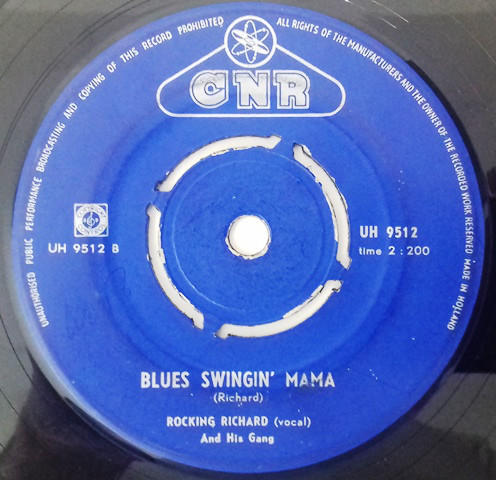 UNAUTHORISED PUBLIC PERFORMANCE BROADCASTING AND COPYING OF THIS RECORD PROHIBITED
ALL RIGHTS OF THE MANUFACTUREAS AND THE OWNER OF THE RECORDED WORK RESERVED MADE IN HOLLAND
CNR
UH 9512 B
UH 9512
time 2:200
BLUES SWINGIN' MAMA
(Richard)
ROCKING RICHARD (vocal)
And His Gang